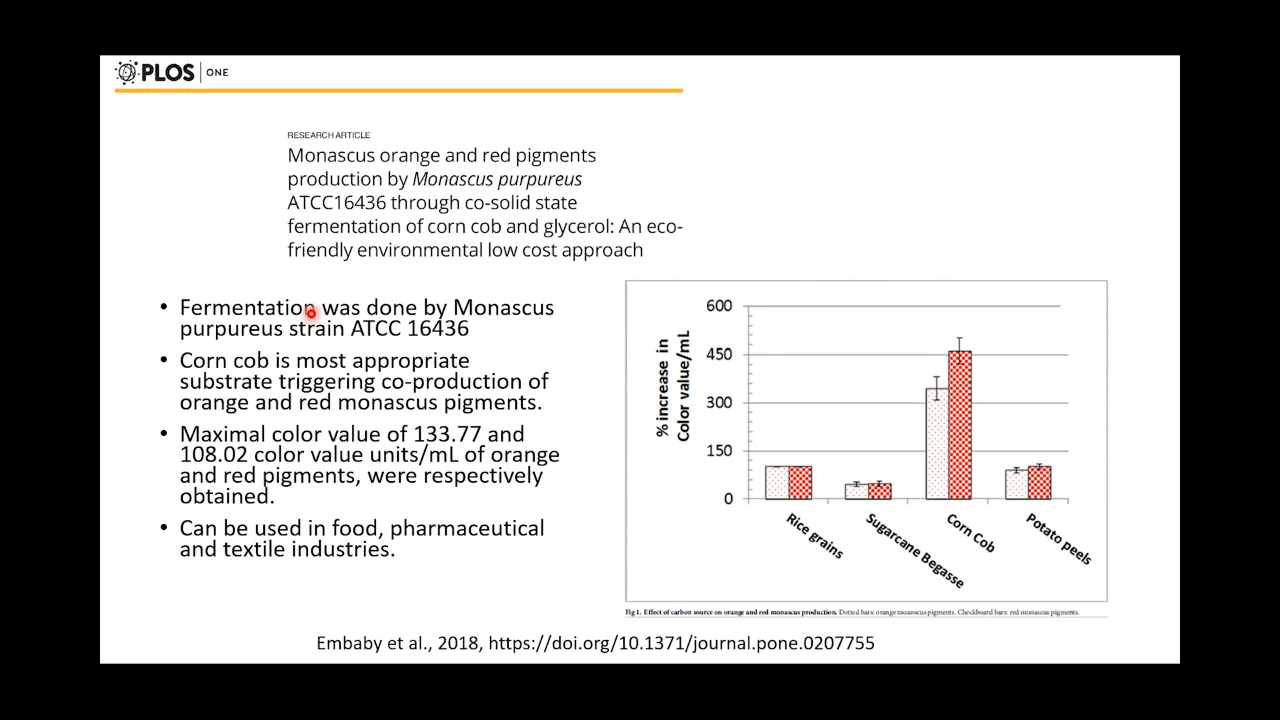 PLOS ONE
RESEARCH ARTICLE
Monascus orange and red pigments
production by Monascus purpureus
ATCC16436 through co-solid state
fermentation of corn cob and glycerol: An eco-
friendly environmental low cost approach
• Fermentation was done by Monascus
purpureus strain ATCC 16436
• Corn cob is most appropriate
substrate triggering co-production of
orange and red monascus pigments.
• Maximal color value of 133.77 and
108.02 color value units/mL of orange
and red pigments, were respectively
obtained.
• Can be used in food, pharmaceutical
and textile industries.
% increase in
Color value/mL
600
450
300
150
0
Rice grains
Sugarcane Begasse
Corn Cob
Potato peels
Fig 1. Effect of carbon source on orange and red monascus production. Dotted bars: orange moanscus pigments. Checkboard bars: red monascus pigments.
Embaby et al., 2018, https://doi.org/10.1371/journal.pone.0207755